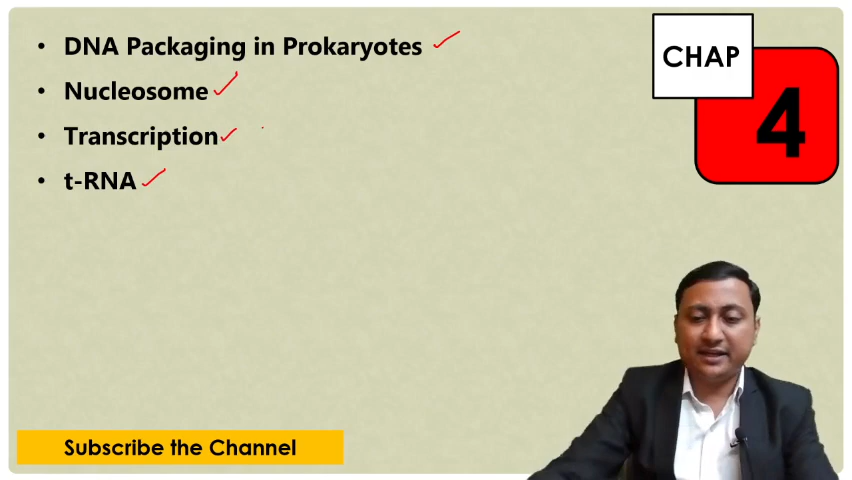 • DNA Packaging in Prokaryotes
• Nucleosome
• Transcription
• t-RNA
CHAP
4
Subscribe the Channel